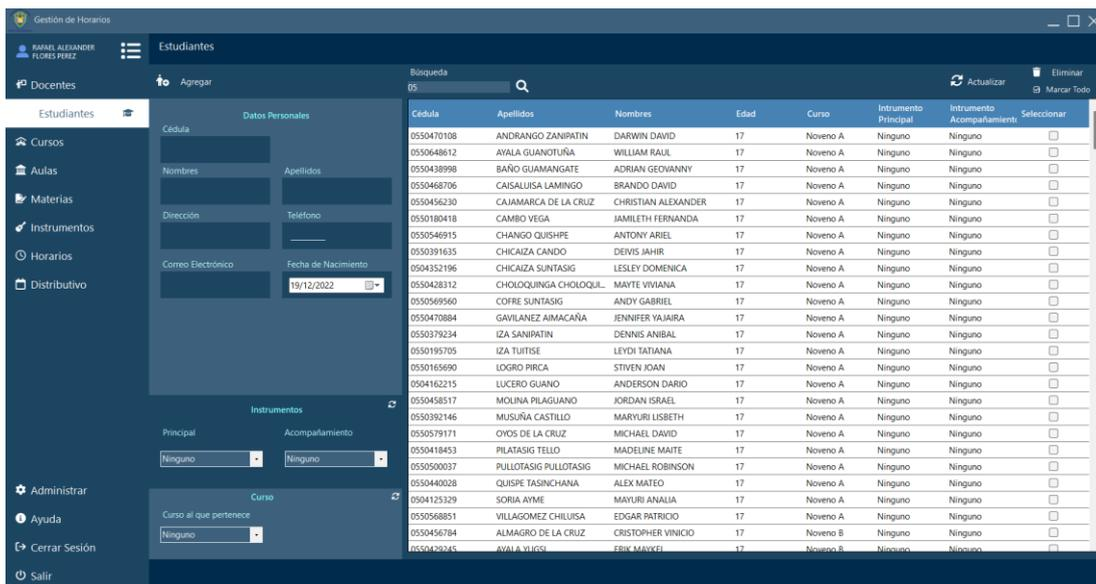 Gestión de Horarios
RAFAEL ALEXANDER
FLORES PEREZ
Docentes
Estudiantes
Cursos
Aulas
Materias
Instrumentos
Horarios
Distributivo
Administrar
Ayuda
Cerrar Sesión
Salir
Estudiantes
Agregar
Datos Personales
Cédula
Nombres Apellidos
Dirección Teléfono
Correo Electrónico Fecha de Nacimiento
19/12/2022
Instrumentos
Principal Acompañamiento
Ninguno Ninguno
Curso
Curso al que pertenece
Ninguno
Búsqueda
05
Actualizar
Eliminar
Marcar Todo
Cédula Apellidos Nombres Edad Curso Intrumento Principal Intrumento Acompañamiento Seleccionar
0550470108 ANDRANGO ZANIPATIN DARWIN DAVID 17 Noveno A Ninguno Ninguno
0550648612 AYALA GUANOTUÑA WILLIAM RAUL 17 Noveno A Ninguno Ninguno
0550438998 BAÑO GUAMANGATE ADRIAN GEOVANNY 17 Noveno A Ninguno Ninguno
0550468706 CAISALUISA LAMINGO BRANDO DAVID 17 Noveno A Ninguno Ninguno
0550456230 CAJAMARCA DE LA CRUZ CHRISTIAN ALEXANDER 17 Noveno A Ninguno Ninguno
0550180418 CAMBO VEGA JAMILETH FERNANDA 17 Noveno A Ninguno Ninguno
0550546915 CHANGO QUISHPE ANTONY ARIEL 17 Noveno A Ninguno Ninguno
0550391635 CHICAIZA CANDO DEIVIS JAHIR 17 Noveno A Ninguno Ninguno
0504352196 CHICAIZA SUNTASIG LESLEY DOMENICA 17 Noveno A Ninguno Ninguno
0550428312 CHOLOQUINGA CHOLOQUI... MAYTE VIVIANA 17 Noveno A Ninguno Ninguno
0550569560 COFRE SUNTASIG ANDY GABRIEL 17 Noveno A Ninguno Ninguno
0550470884 GAVILANEZ AIMACAÑA JENNIFER YAJAIRA 17 Noveno A Ninguno Ninguno
0550379234 IZA SANIPATIN DENNIS ANIBAL 17 Noveno A Ninguno Ninguno
0550195705 IZA TUITISE LEYDI TATIANA 17 Noveno A Ninguno Ninguno
0550165690 LOGRO PIRCA STIVEN JOAN 17 Noveno A Ninguno Ninguno
0504162215 LUCERO GUANO ANDERSON DARIO 17 Noveno A Ninguno Ninguno
0550458517 MOLINA PILAGUANO JORDAN ISRAEL 17 Noveno A Ninguno Ninguno
0550392146 MUSUÑA CASTILLO MARYURI LISBETH 17 Noveno A Ninguno Ninguno
0550579171 OYOS DE LA CRUZ MICHAEL DAVID 17 Noveno A Ninguno Ninguno
0550418453 PILATASIG TELLO MADELINE MAITE 17 Noveno A Ninguno Ninguno
0550500037 PULLOTASIG PULLOTASIG MICHAEL ROBINSON 17 Noveno A Ninguno Ninguno
0550440028 QUISPE TASINCHANA ALEX MATEO 17 Noveno A Ninguno Ninguno
0504125329 SORIA AYME MAYURI ANALIA 17 Noveno A Ninguno Ninguno
0550568851 VILLAGOMEZ CHILUISA EDGAR PATRICIO 17 Noveno A Ninguno Ninguno
0550456784 ALMAGRO DE LA CRUZ CRISTOPHER VINICIO 17 Noveno B Ninguno Ninguno
0550429245 AYALA YUGSI ERIK MAYKEL 17 Noveno B Ninguno Ninguno